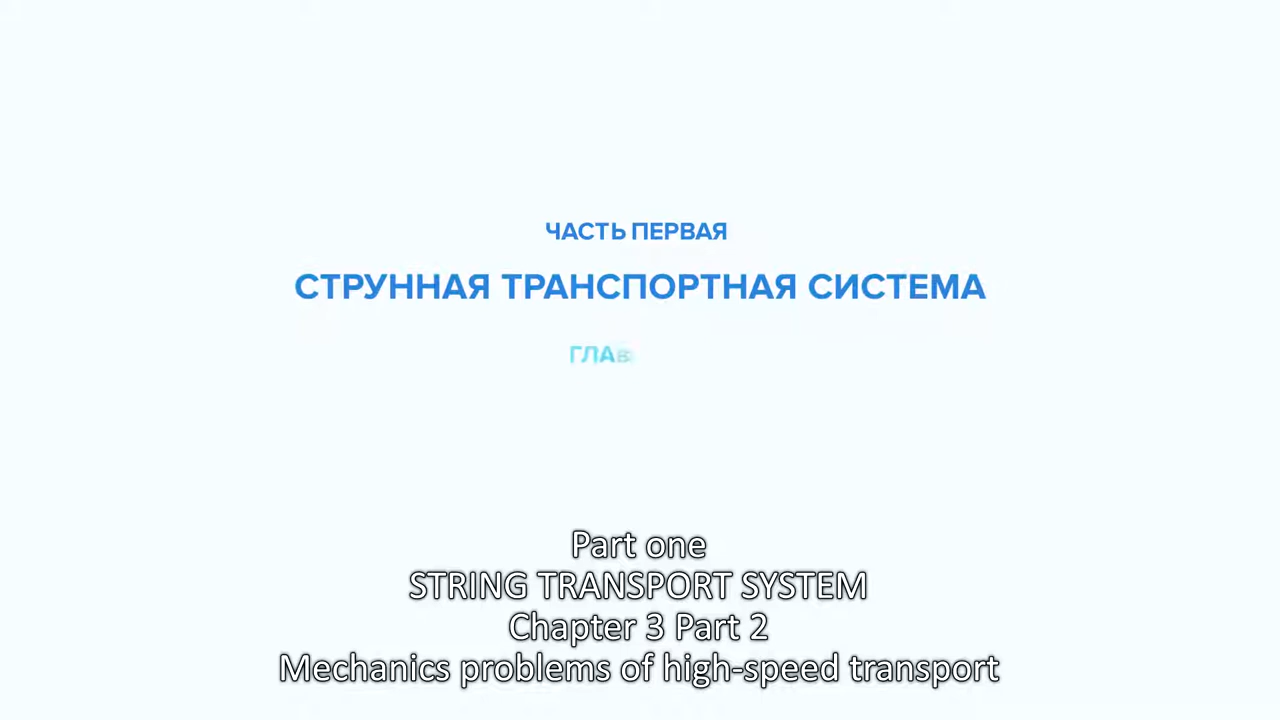 ЧАСТЬ ПЕРВАЯ
СТРУННАЯ ТРАНСПОРТНАЯ СИСТЕМА
Part one
STRING TRANSPORT SYSTEM
Chapter 3 Part 2
Mechanics problems of high-speed transport